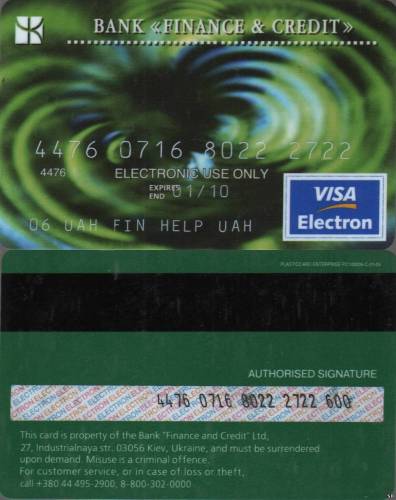 BANK «FINANCE & CREDIT»
4476 0716 8022 2722
4476 ELECTRONIC USE ONLY
EXPIRES END 01/10
VISA
Electron
06 UAH FIN HELP UAH
AUTHORISED SIGNATURE
4476 0716 8022 2722 600
This card is property of the Bank "Finance and Credit" Ltd,
27, Industrialnaya str. 03056 Kiev, Ukraine, and must be surrendered
upon demand. Misuse is a criminal offence.
For customer service, or in case of loss or theft,
call +380 44 495-2900, 8-800-302-0000